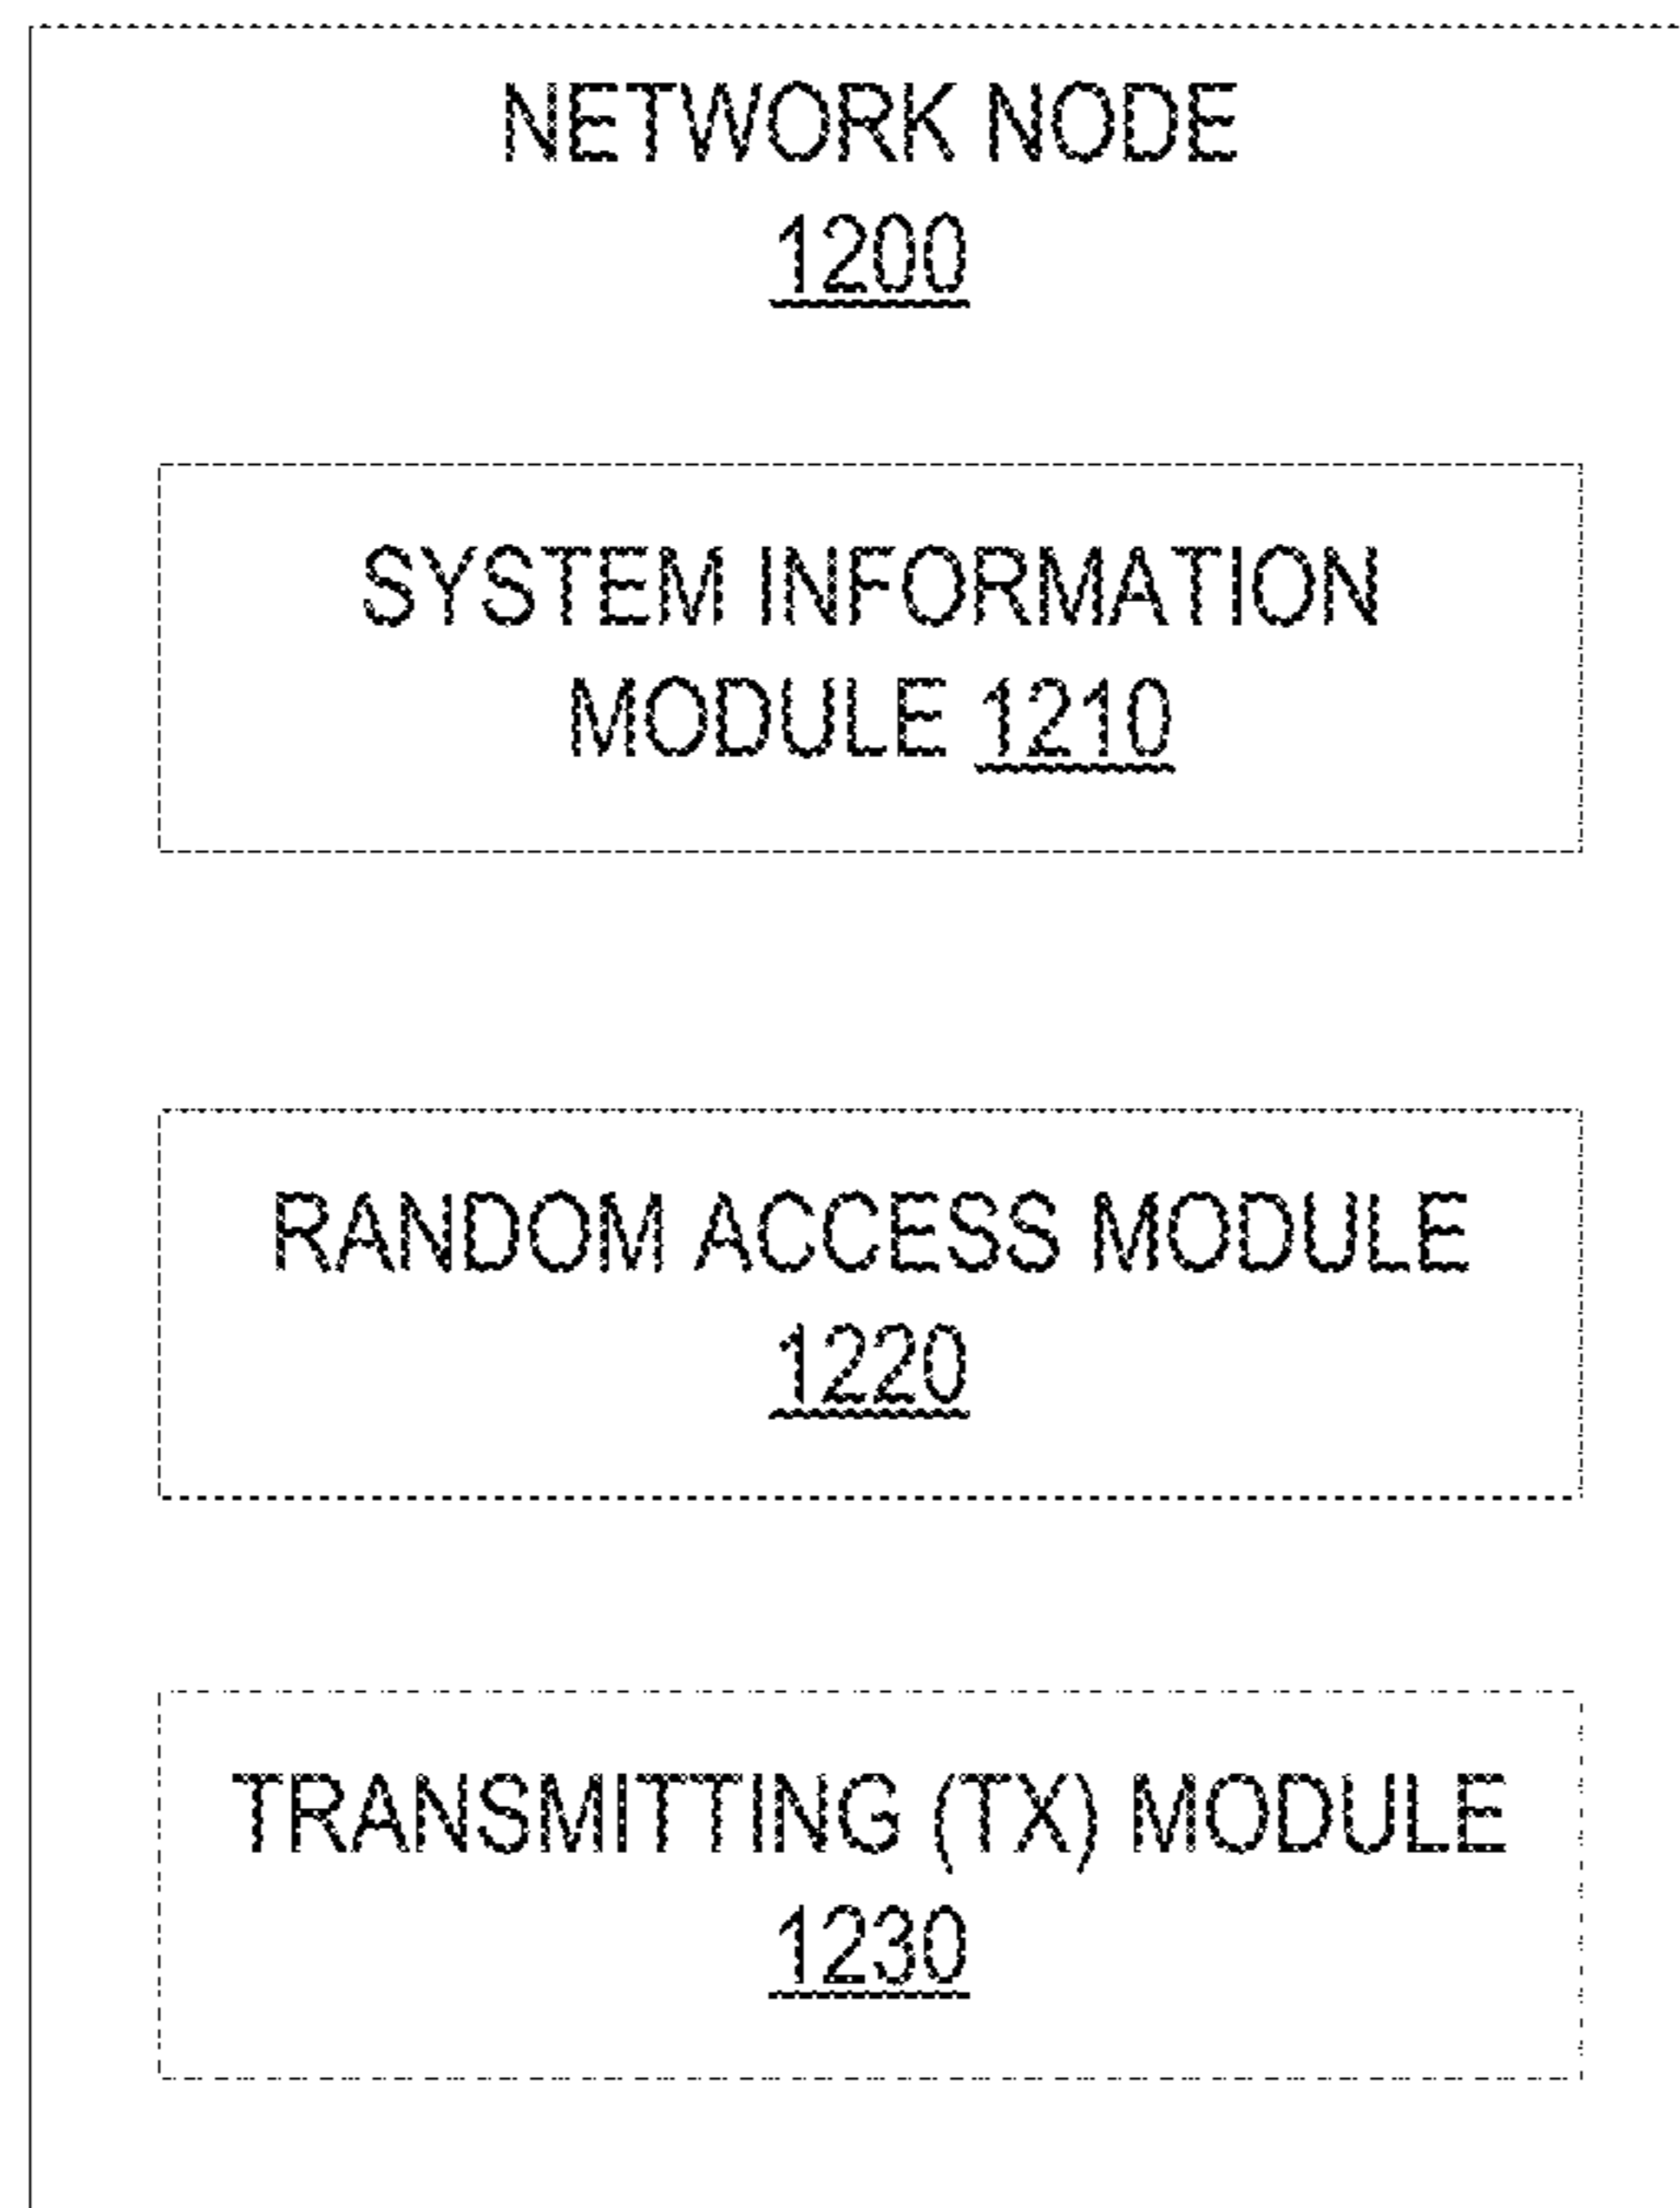 NETWORK NODE
1200
SYSTEM INFORMATION
MODULE 1210
RANDOM ACCESS MODULE
1220
TRANSMITTING (TX) MODULE
1230